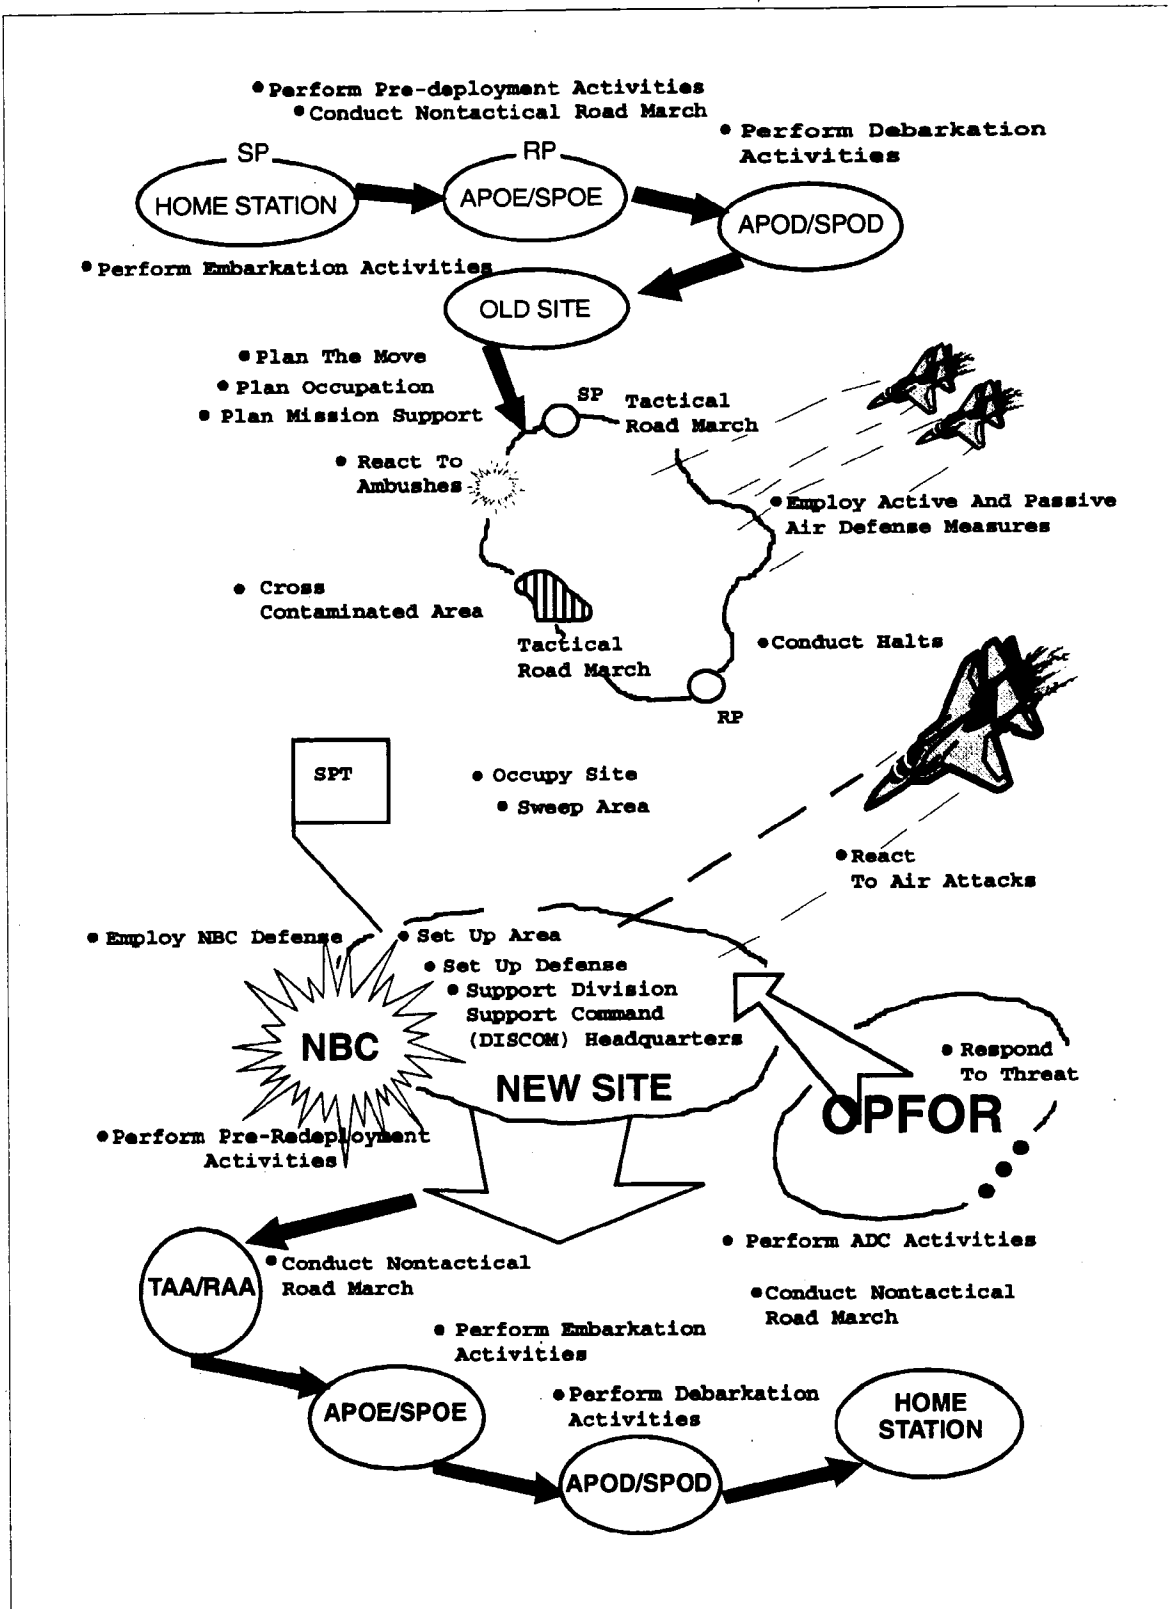 • Perform Pre-deployment Activities
• Conduct Nontactical Road March
• Perform Debarkation
Activities
SP
RP
HOME STATION
APOE/SPOE
APOD/SPOD
• Perform Embarkation Activities
OLD SITE
• Plan The Move
• Plan Occupation
• Plan Mission Support
SP
Tactical
Road March
• React To
Ambushes
• Employ Active And Passive
Air Defense Measures
• Cross
Contaminated Area
Tactical
Road March
• Conduct Halts
RP
SPT
• Occupy Site
• Sweep Area
• React
To Air Attacks
• Employ NBC Defense
• Set Up Area
• Set Up Defense
• Support Division
Support Command
(DISCOM) Headquarters
NBC
NEW SITE
• Respond
To Threat
OPFOR
• Perform Pre-Redeployment
Activities
• Perform ADC Activities
TAA/RAA
• Conduct Nontactical
Road March
• Conduct Nontactical
Road March
• Perform Embarkation
Activities
APOE/SPOE
• Perform Debarkation
Activities
HOME
STATION
APOD/SPOD